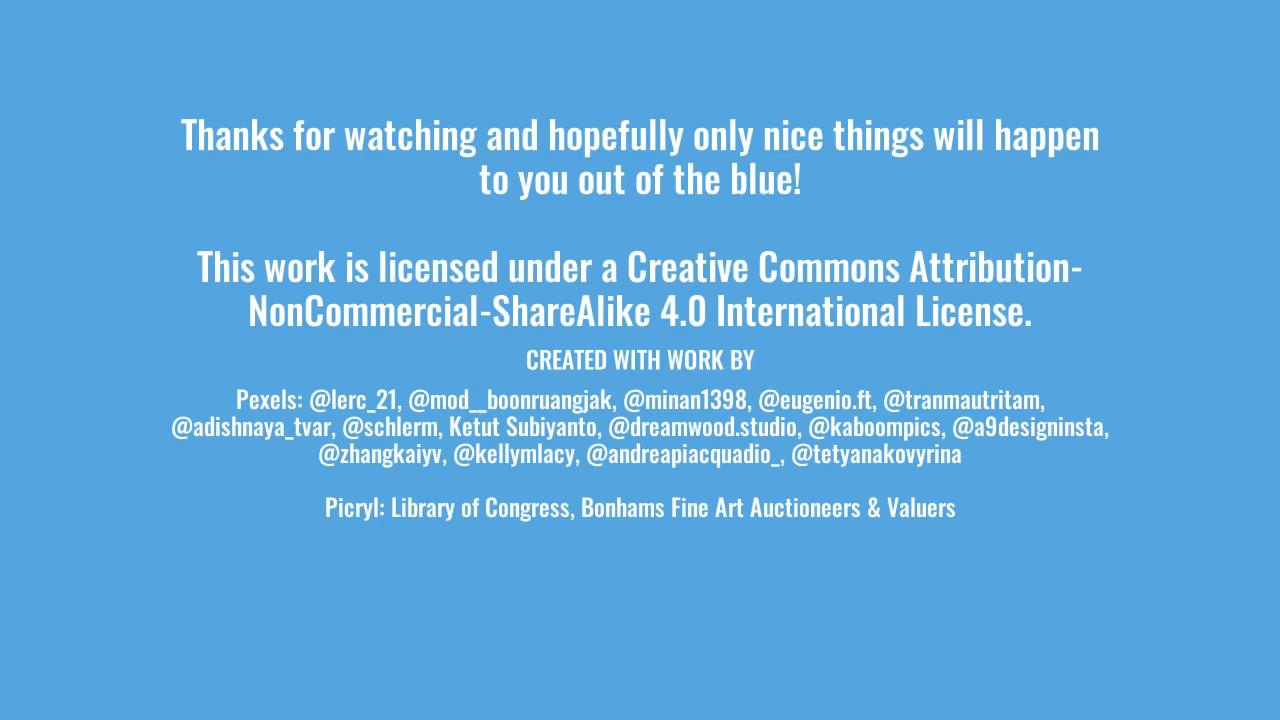 Thanks for watching and hopefully only nice things will happen
to you out of the blue!
This work is licensed under a Creative Commons Attribution-
NonCommercial-ShareAlike 4.0 International License.
CREATED WITH WORK BY
Pexels: @lerc_21, @mod__boonruangjak, @minan1398, @eugenio.ft, @tranmautritam,
@adishnaya_tvar, @schlerm, Ketut Subiyanto, @dreamwood.studio, @kaboompics, @a9designinsta,
@zhangkaiyv, @kellymlacy, @andreapiacquadio_, @tetyanakovyrina
Picryl: Library of Congress, Bonhams Fine Art Auctioneers & Valuers